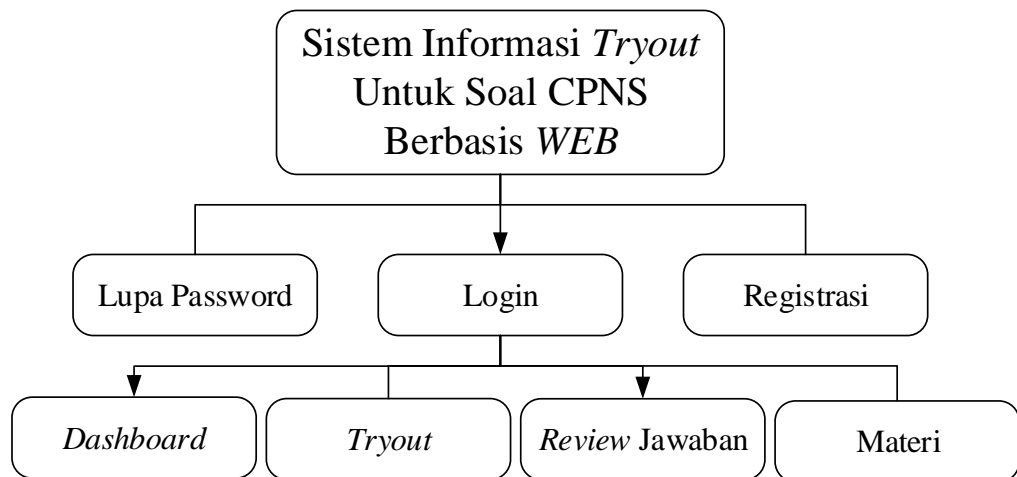 Sistem Informasi Tryout
Untuk Soal CPNS
Berbasis WEB
Lupa Password
Login
Registrasi
Dashboard
Tryout
Review Jawaban
Materi